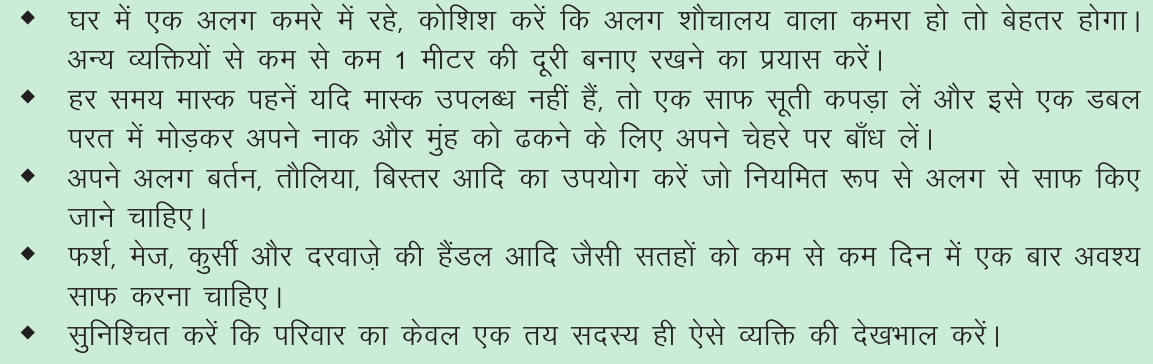 ◆ घर में एक अलग कमरे में रहे, कोशिश करें कि अलग शौचालय वाला कमरा हो तो बेहतर होगा।
अन्य व्यक्तियों से कम से कम 1 मीटर की दूरी बनाए रखने का प्रयास करें।
◆ हर समय मास्क पहनें यदि मास्क उपलब्ध नहीं हैं, तो एक साफ सूती कपड़ा लें और इसे एक डबल
परत में मोड़कर अपने नाक और मुंह को ढकने के लिए अपने चेहरे पर बाँध लें।
◆ अपने अलग बर्तन, तौलिया, बिस्तर आदि का उपयोग करें जो नियमित रूप से अलग से साफ किए
जाने चाहिए।
◆ फर्श, मेज, कुर्सी और दरवाज़े की हैंडल आदि जैसी सतहों को कम से कम दिन में एक बार अवश्य
साफ करना चाहिए।
◆ सुनिश्चित करें कि परिवार का केवल एक तय सदस्य ही ऐसे व्यक्ति की देखभाल करें।